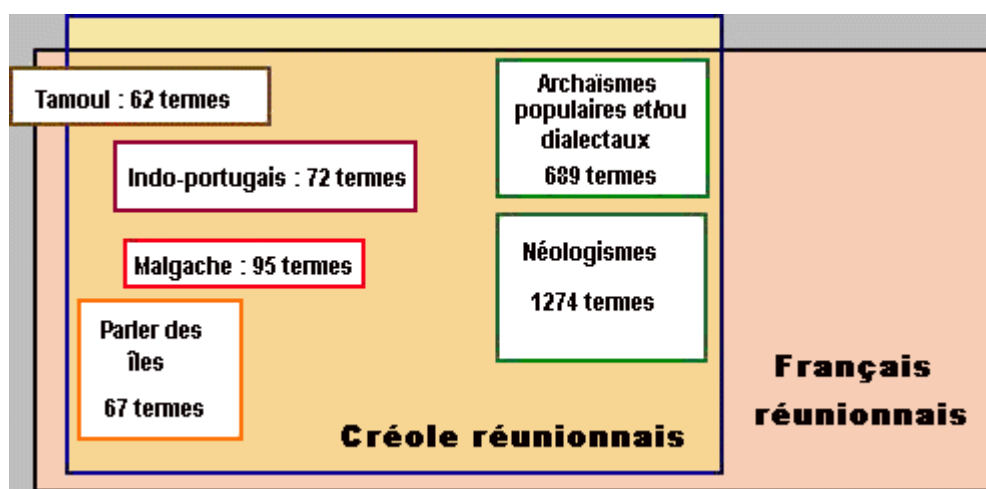 Tamoul : 62 termes
Indo-portugais : 72 termes
Malgache : 95 termes
Parler des
îles
67 termes
Archaïsmes
populaires et/ou
dialectaux
689 termes
Néologismes
1274 termes
Créole réunionnais
Français
réunionnais